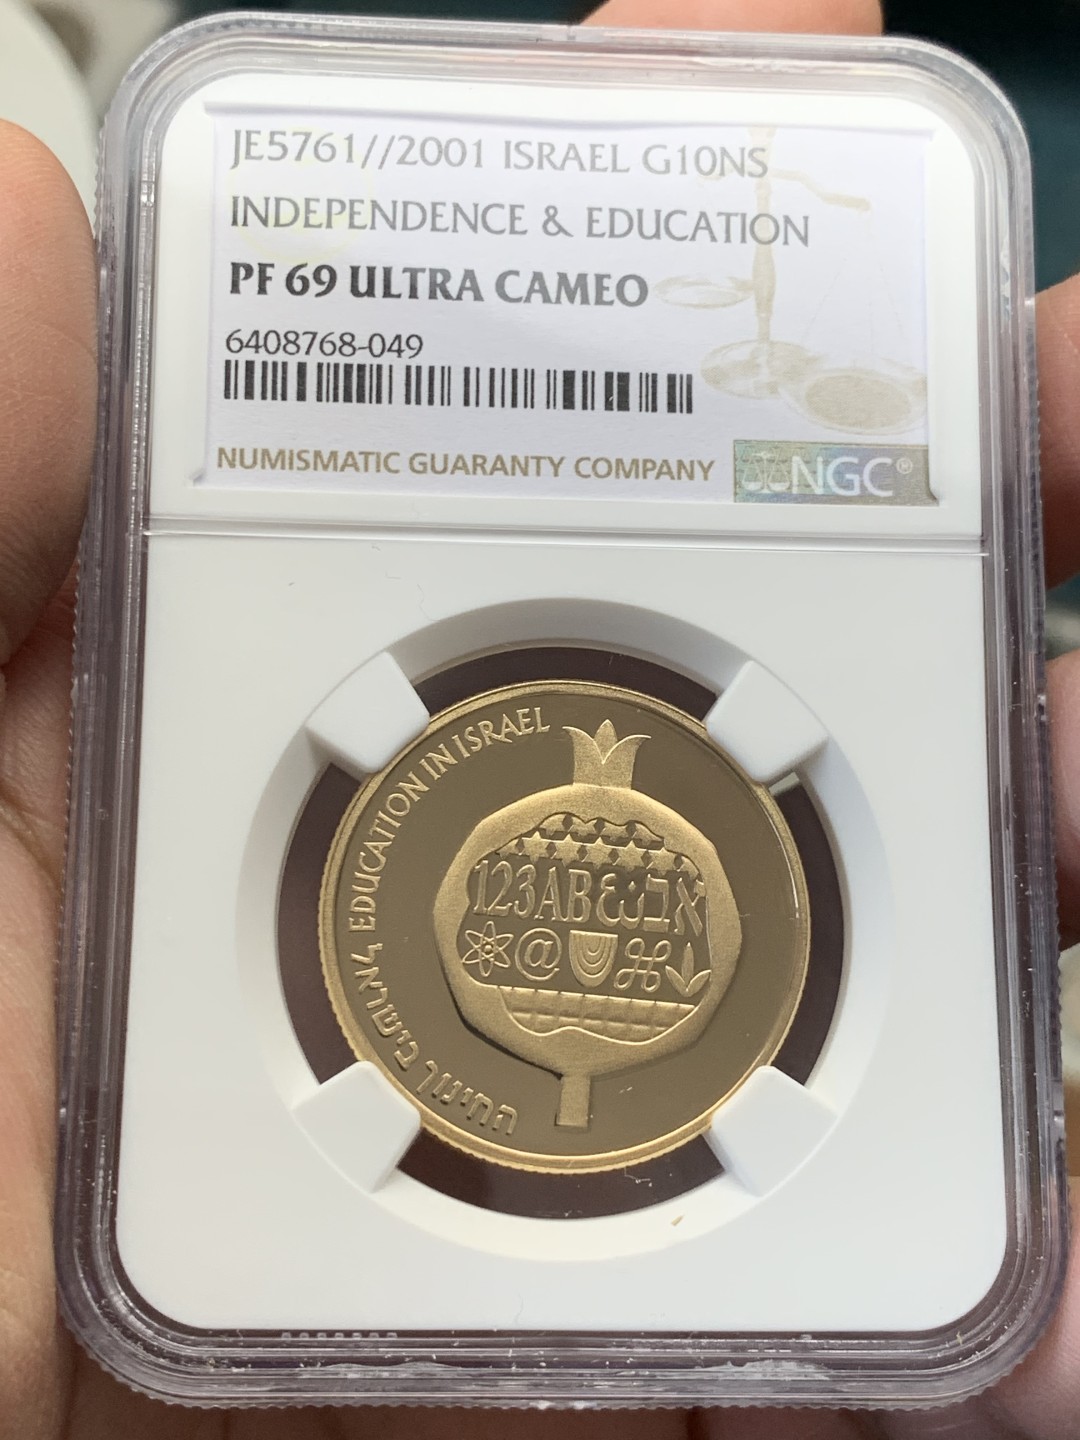 JE5761//2001 ISRAEL G10NS
INDEPENDENCE & EDUCATION
PF 69 ULTRA CAMEO
6408768-049
NUMISMATIC GUARANTY COMPANY
NGC®
EDUCATION IN ISRAEL
החינוך בישראל
123AB
אבג
@
⌘